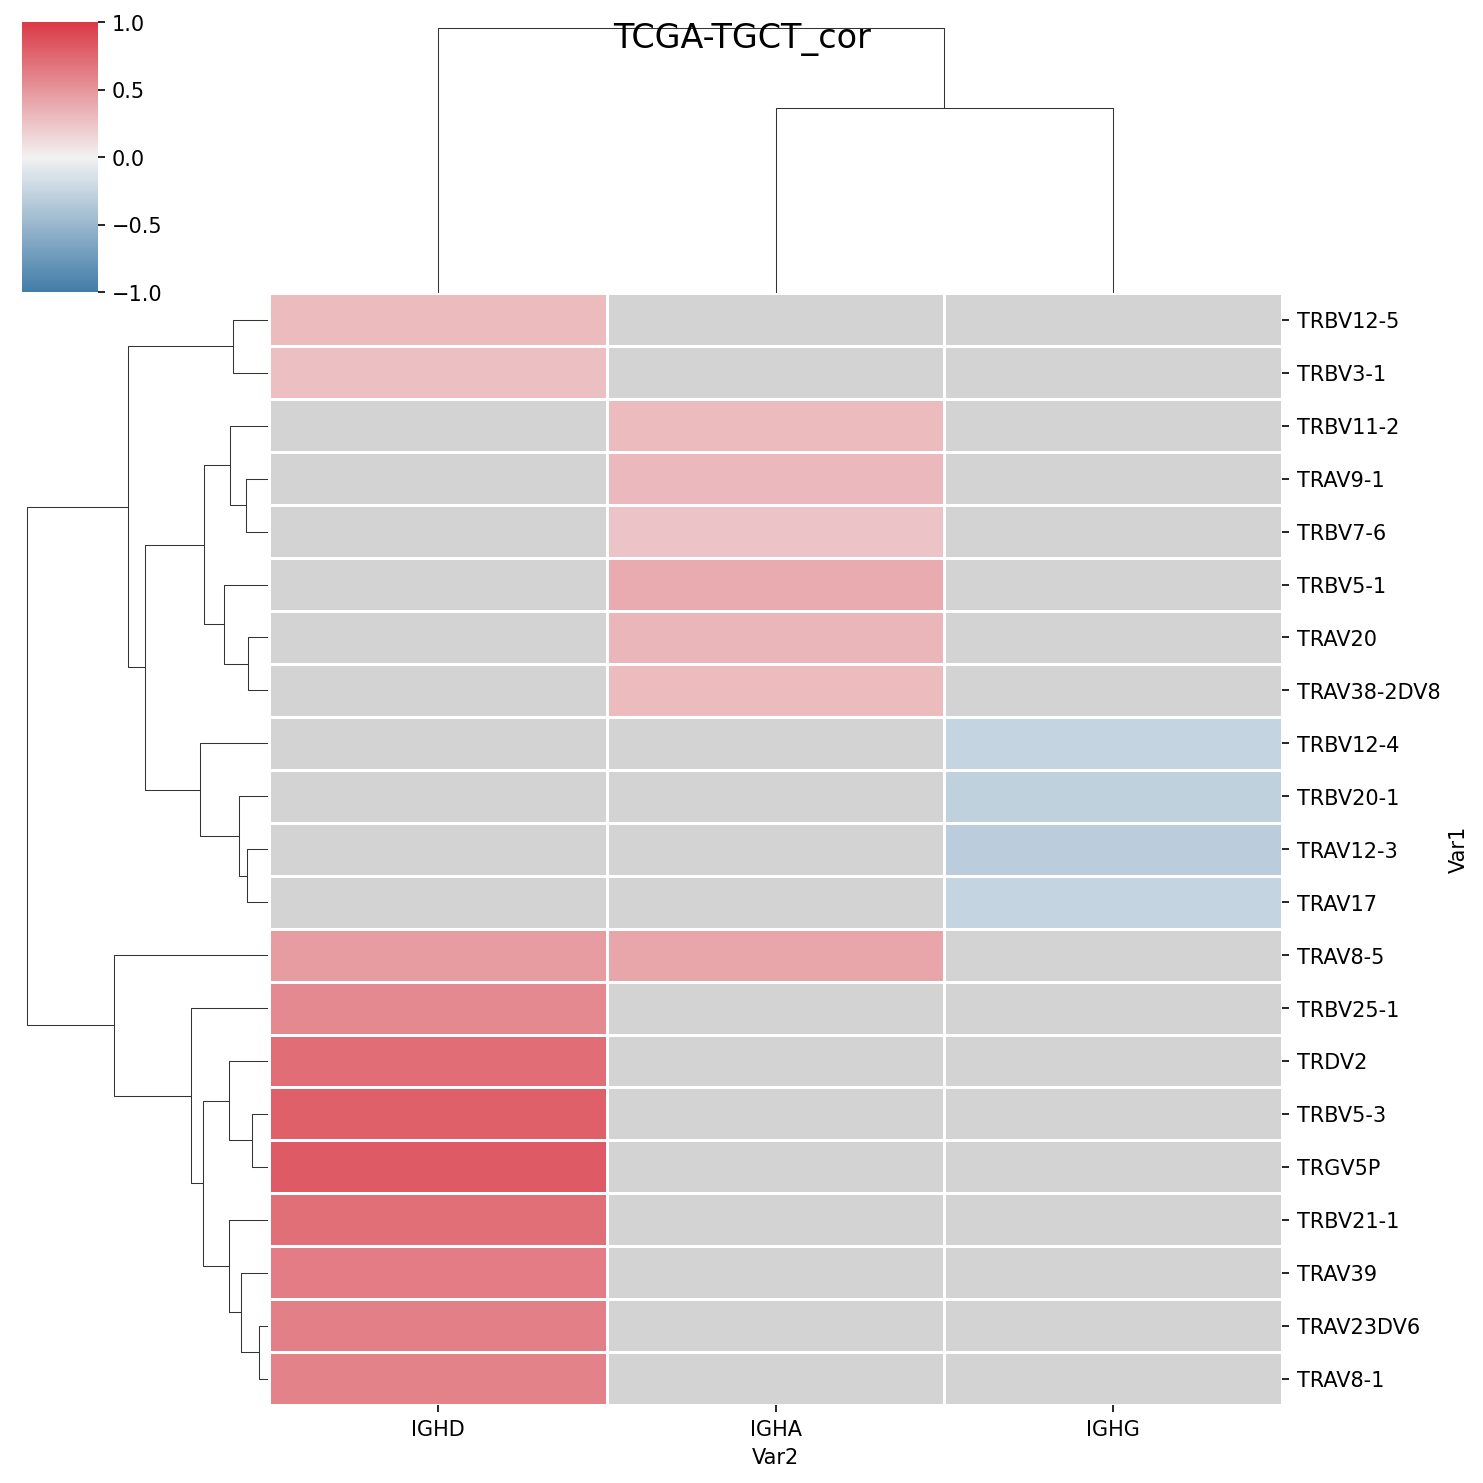 TCGA-TGCT_cor
1.0
0.5
0.0
−0.5
−1.0
TRBV12-5
TRBV3-1
TRBV11-2
TRAV9-1
TRBV7-6
TRBV5-1
TRAV20
TRAV38-2DV8
TRBV12-4
TRBV20-1
TRAV12-3
TRAV17
TRAV8-5
TRBV25-1
TRDV2
TRBV5-3
TRGV5P
TRBV21-1
TRAV39
TRAV23DV6
TRAV8-1
Var1
IGHD IGHA IGHG
Var2